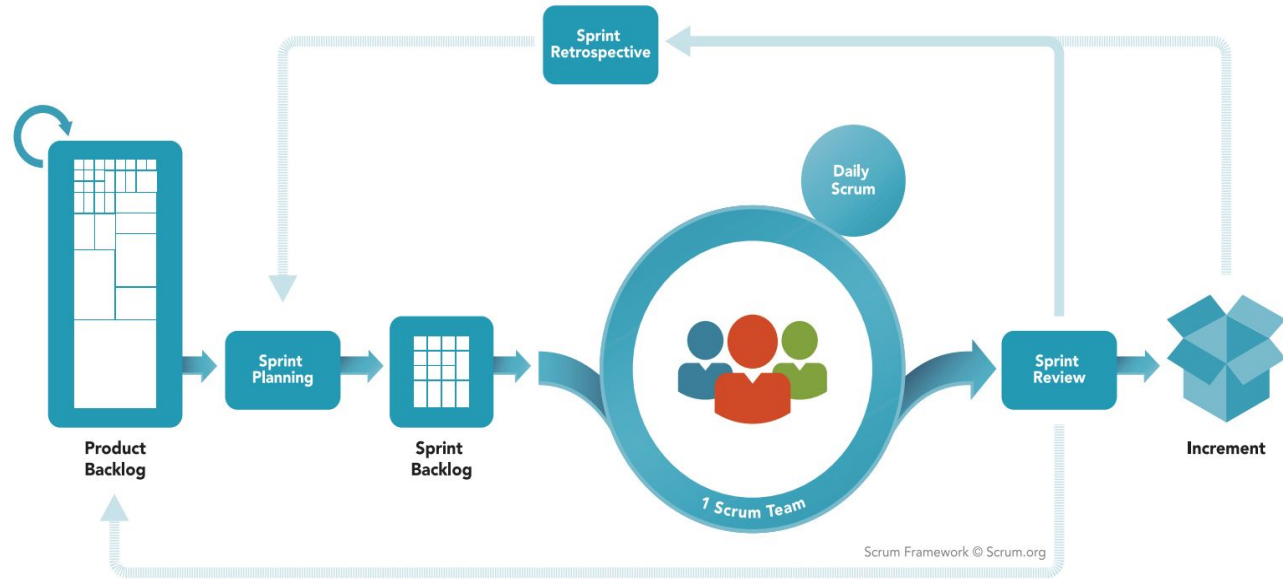 Sprint
Retrospective
Daily
Scrum
Sprint
Planning
Sprint
Review
Product
Backlog
Sprint
Backlog
Increment
1 Scrum Team
Scrum Framework © Scrum.org